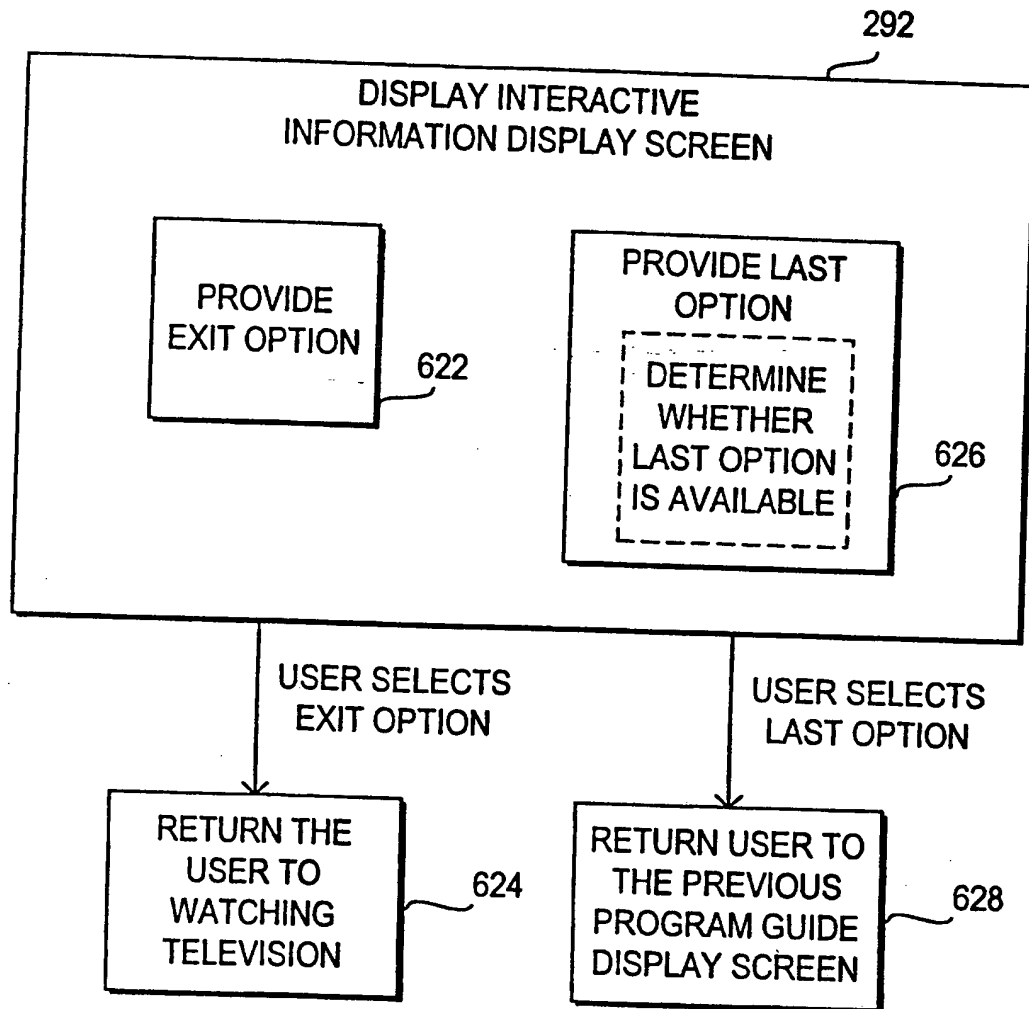 292
DISPLAY INTERACTIVE
INFORMATION DISPLAY SCREEN
PROVIDE
EXIT OPTION
622
PROVIDE LAST
OPTION
DETERMINE
WHETHER
LAST OPTION
IS AVAILABLE
626
USER SELECTS
EXIT OPTION
USER SELECTS
LAST OPTION
RETURN THE
USER TO
WATCHING
TELEVISION
624
RETURN USER TO
THE PREVIOUS
PROGRAM GUIDE
DISPLAY SCREEN
628